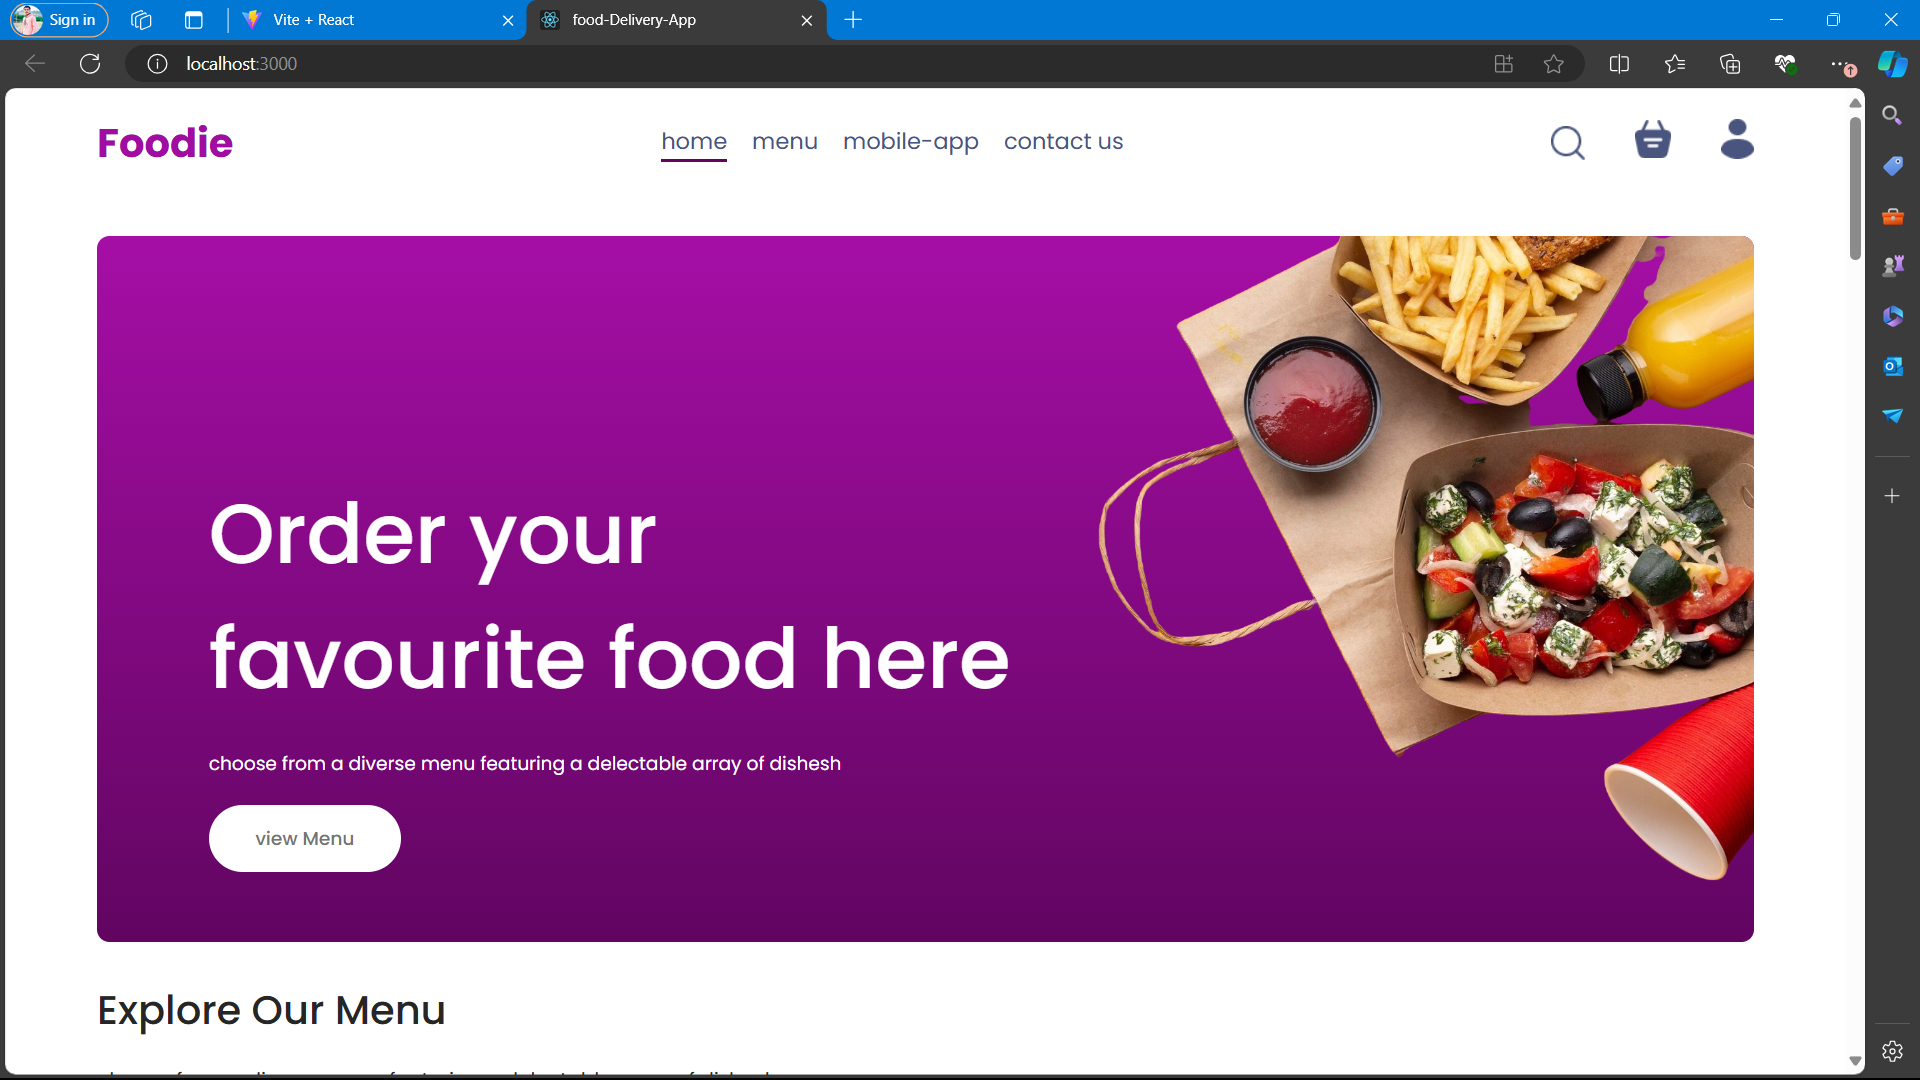 Sign in
Vite + React
food-Delivery-App
localhost:3000
Foodie
home menu mobile-app contact us
Order your
favourite food here
choose from a diverse menu featuring a delectable array of dishesh
view Menu
Explore Our Menu